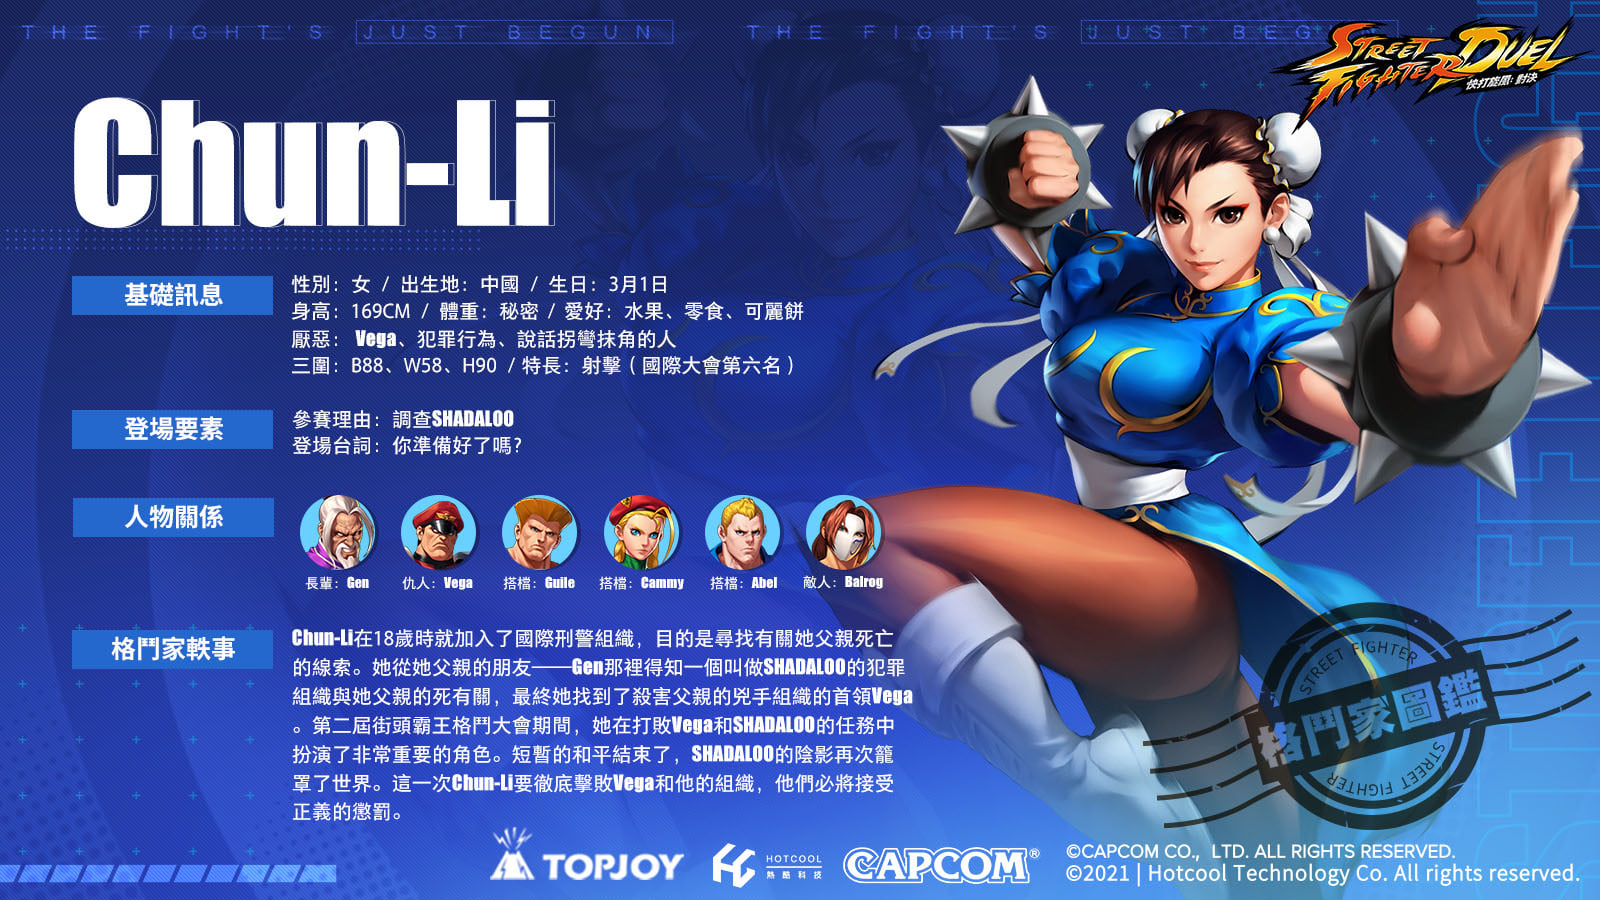 THE FIGHT'S JUST BEGUN THE FIGHT'S JUST BEG
STREET FIGHTER DUEL
快打旋風：對決
Chun-Li
基礎訊息
性別：女 / 出生地：中國 / 生日：3月1日
身高：169CM / 體重：秘密 / 愛好：水果、零食、可麗餅
厭惡： Vega、犯罪行為、說話拐彎抹角的人
三圍：B88、W58、H90 / 特長：射擊（國際大會第六名）
登場要素
參賽理由：調查SHADALOO
登場台詞：你準備好了嗎?
人物關係
長輩：Gen 仇人：Vega 搭檔：Guile 搭檔：Cammy 搭檔：Abel 敵人：Balrog
格鬥家軼事
Chun-Li在18歲時就加入了國際刑警組織，目的是尋找有關她父親死亡
的線索。她從她父親的朋友——Gen那裡得知一個叫做SHADALOO的犯罪
組織與她父親的死有關，最終她找到了殺害父親的兇手組織的首領Vega
。第二屆街頭霸王格鬥大會期間，她在打敗Vega和SHADALOO的任務中
扮演了非常重要的角色。短暫的和平結束了，SHADALOO的陰影再次籠
罩了世界。這一次Chun-Li要徹底擊敗Vega和他的組織，他們必將接受
正義的懲罰。
STREET FIGHTER
格鬥家圖鑑
STREET FIGHTER
TOPJOY
HOTCOOL
熱酷科技
CAPCOM®
©CAPCOM CO., LTD. ALL RIGHTS RESERVED.
©2021 | Hotcool Technology Co. All rights reserved.